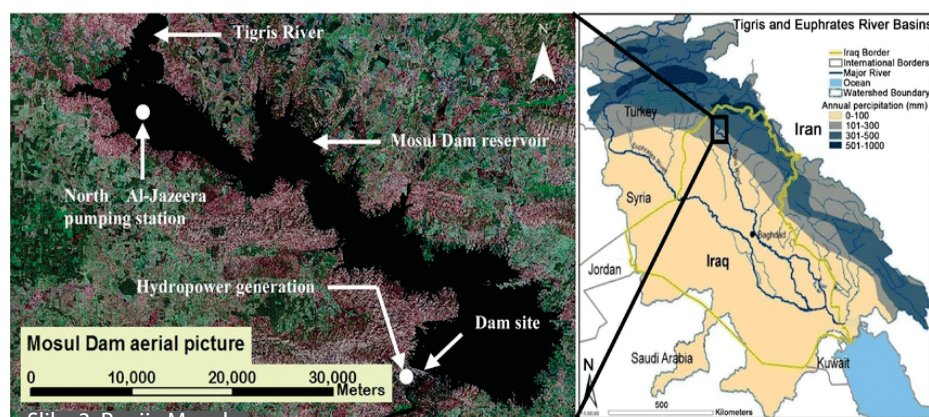 Tigris River
N
Mosul Dam reservoir
North Al-Jazeera
pumping station
Hydropower generation
Dam site
Mosul Dam aerial picture
0 10,000 20,000 30,000
Meters
Tigris and Euphrates River Basins
Iraq Border
International Borders
Major River
Ocean
Watershed Boundary
Annual percipitation (mm)
0-100
101-300
301-500
501-1000
Turkey
Iran
Syria
Baghdad
Iraq
Jordan
Saudi Arabia
Kuwait
N
500
Kilometers